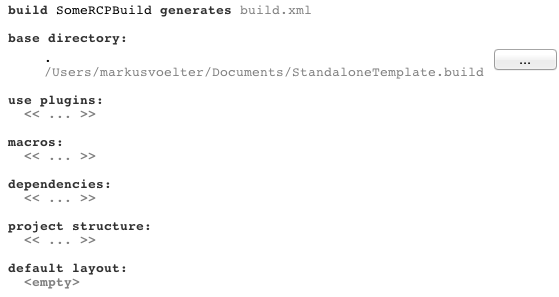 build SomeRCPBuild generates build.xml
base directory:
.
/Users/markusvoelter/Documents/StandaloneTemplate.build
...
use plugins:
<< ... >>
macros:
<< ... >>
dependencies:
<< ... >>
project structure:
<< ... >>
default layout:
<empty>